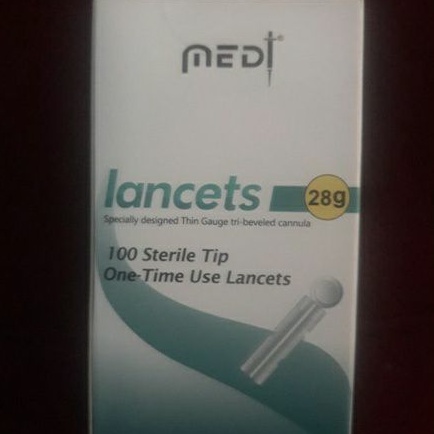 MEDI®
lancets 28g
Specially designed Thin Gauge tri-beveled cannula
100 Sterile Tip
One-Time Use Lancets